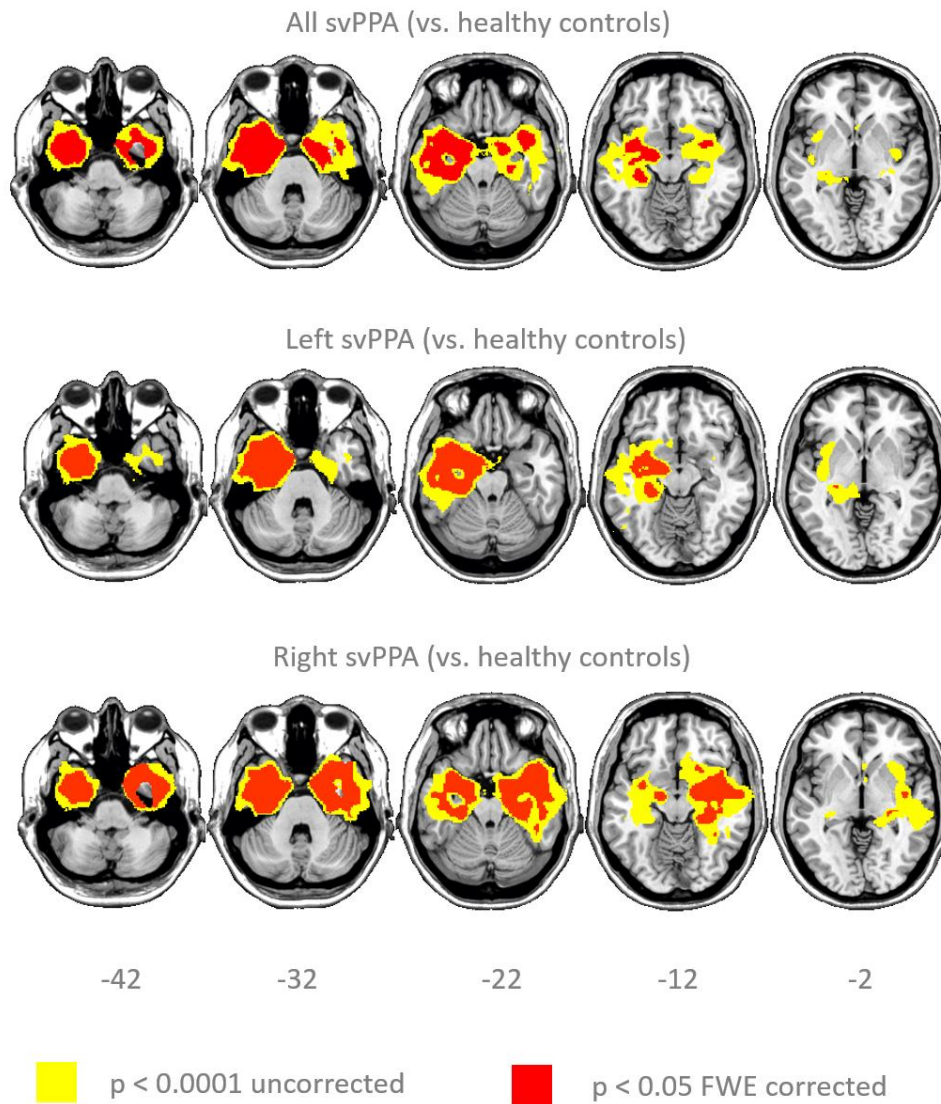 All svPPA (vs. healthy controls)
Left svPPA (vs. healthy controls)
Right svPPA (vs. healthy controls)
-42 -32 -22 -12 -2
p < 0.0001 uncorrected p < 0.05 FWE corrected